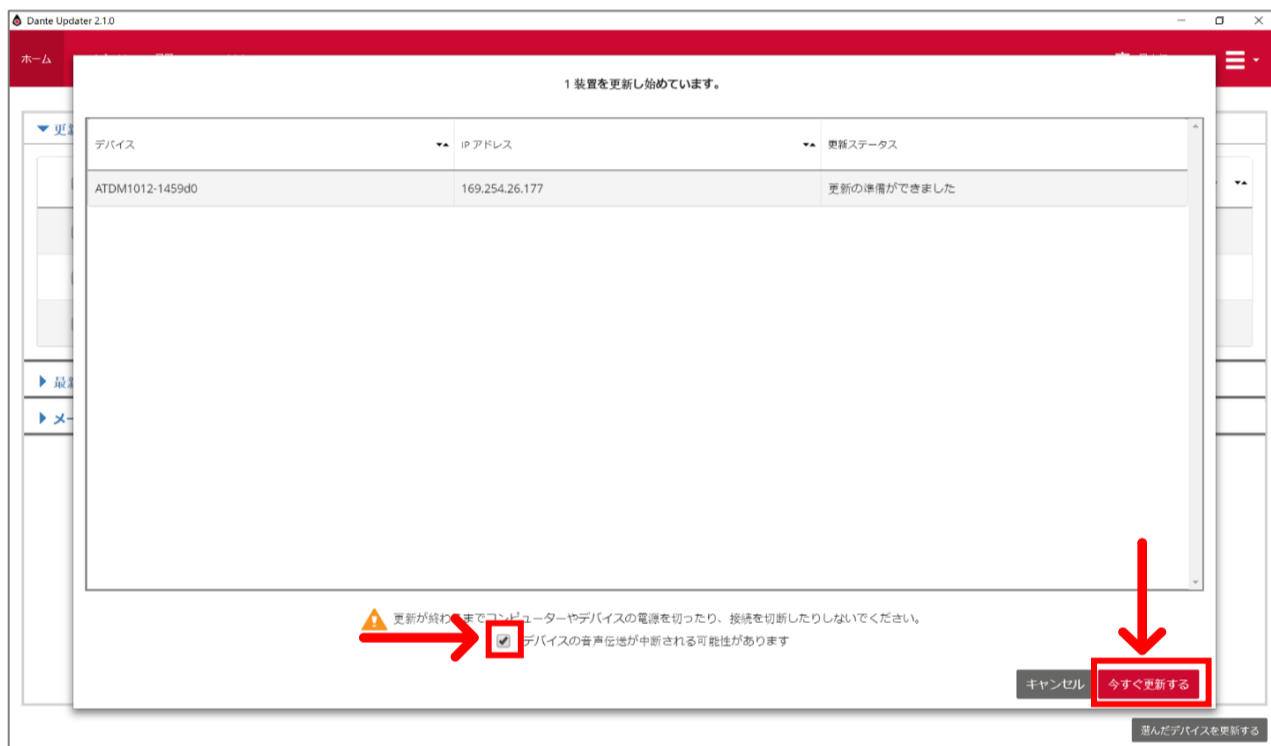 Dante Updater 2.1.0
ホーム
1 装置を更新し始めています。
▼更新
デバイス IP アドレス 更新ステータス
ATDM1012-1459d0 169.254.26.177 更新の準備ができました
最新
メー
更新が終わるまでコンピューターやデバイスの電源を切ったり、接続を切断したりしないでください。
デバイスの音声伝送が中断される可能性があります
キャンセル 今すぐ更新する
選んだデバイスを更新する